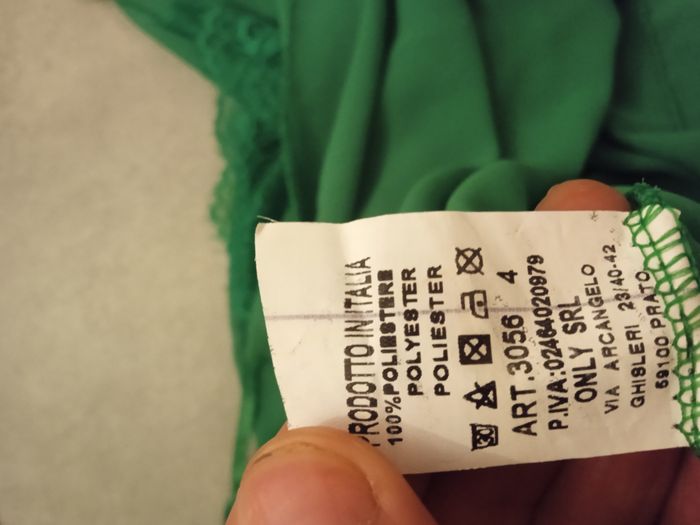 PRODOTTO IN ITALIA
100%POLIESTERE
POLYESTER
POLIESTER
30
ART.3056 4
P.IVA:02464020979
ONLY SRL
VIA ARCANGELO
GHISLERI 23/40-42
59100 PRATO